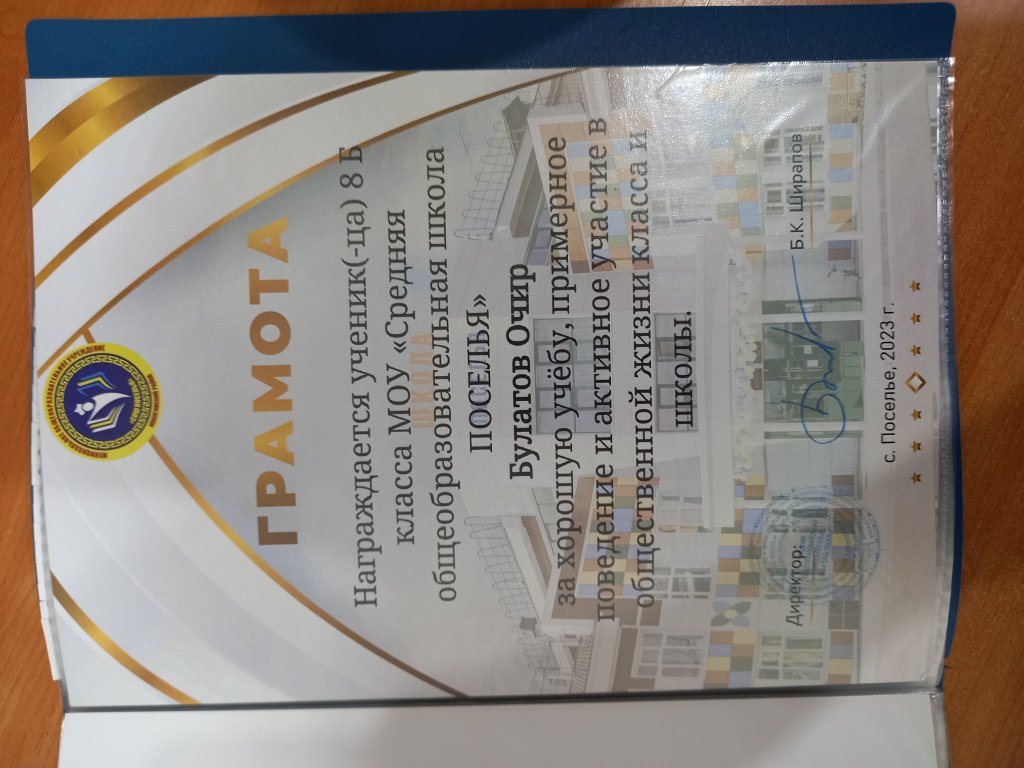 ГРАМОТА
Награждается ученик(-ца) 8 Б
класса МОУ «Средняя
общеобразовательная школа
ПОСЕЛЬЯ»
Булатов Очир
за хорошую учёбу, примерное
поведение и активное участие в
общественной жизни класса и
школы.
Директор:
Б.К. Ширапов
с. Поселье, 2023 г.